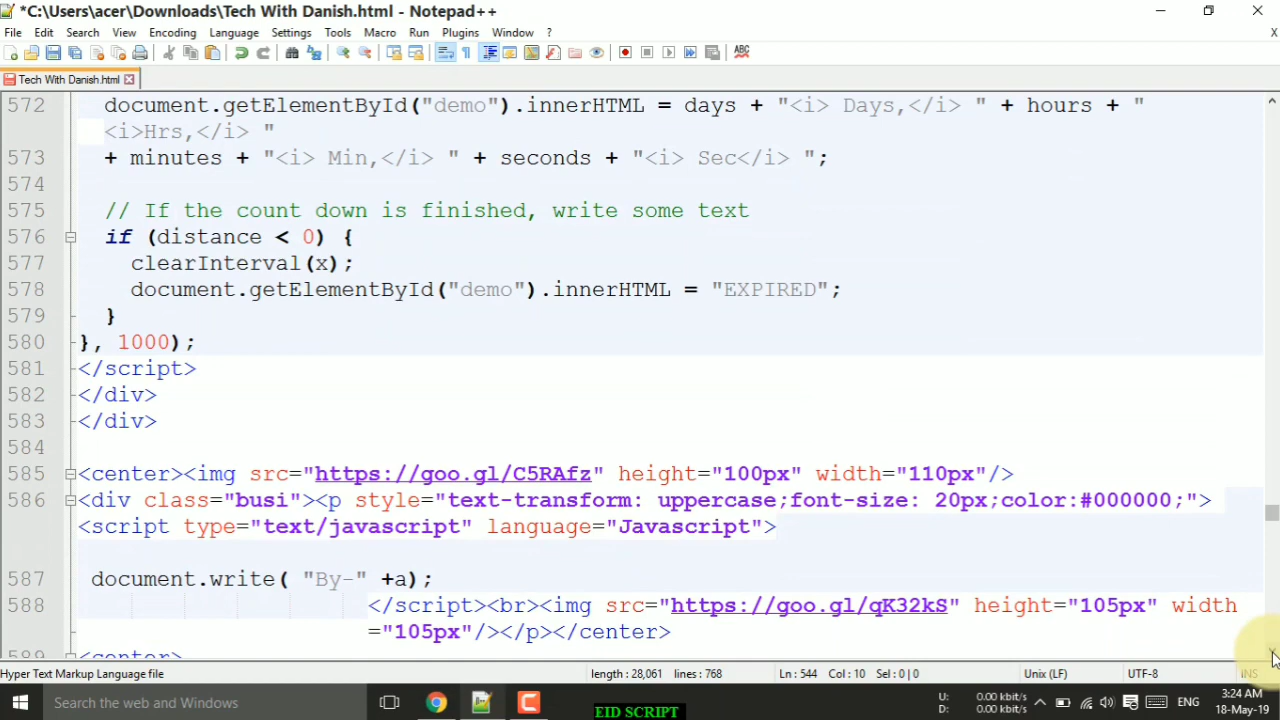 *C:\Users\acer\Downloads\Tech With Danish.html - Notepad++
File Edit Search View Encoding Language Settings Tools Macro Run Plugins Window ? X
Tech With Danish.html
572 document.getElementById("demo").innerHTML = days + "<i> Days,</i> " + hours + "
<i>Hrs,</i> "
573 + minutes + "<i> Min,</i> " + seconds + "<i> Sec</i> ";
574
575 // If the count down is finished, write some text
576 if (distance < 0) {
577 clearInterval(x);
578 document.getElementById("demo").innerHTML = "EXPIRED";
579 }
580 }, 1000);
581 </script>
582 </div>
583 </div>
584
585 <center><img src="https://goo.gl/C5RAfz" height="100px" width="110px"/>
586 <div class="busi"><p style="text-transform: uppercase;font-size: 20px;color:#000000;">
<script type="text/javascript" language="Javascript">
587 document.write( "By-" +a);
588 </script><br><img src="https://goo.gl/qK32kS" height="105px" width
="105px"/></p></center>
589 <center>
Hyper Text Markup Language file length : 28,061 lines : 768 Ln : 544 Col : 10 Sel : 0 | 0 Unix (LF) UTF-8 INS
Search the web and Windows
EID SCRIPT
U: 0.00 kbit/s
D: 0.00 kbit/s
ENG
3:24 AM
18-May-19